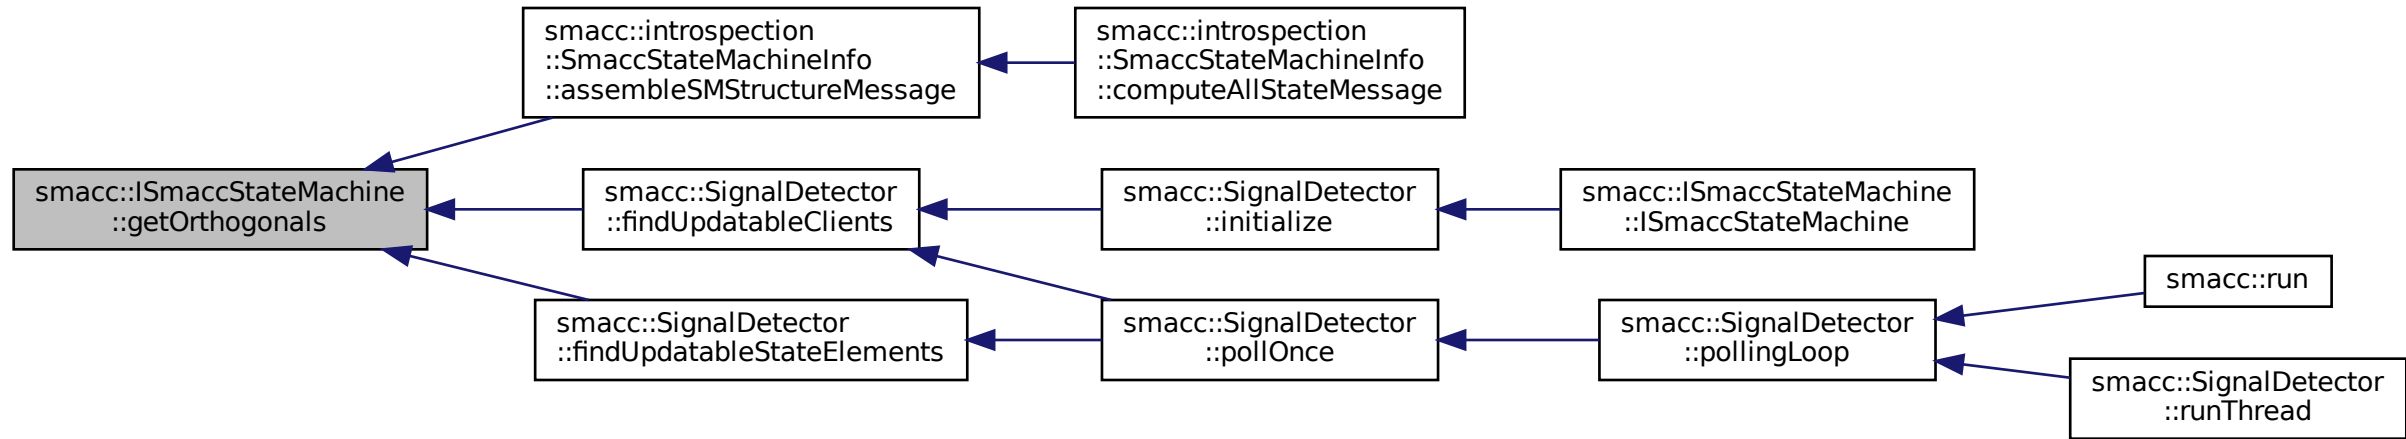 smacc::introspection
::SmaccStateMachineInfo
::assembleSMStructureMessage
smacc::introspection
::SmaccStateMachineInfo
::computeAllStateMessage
smacc::ISmaccStateMachine
::getOrthogonals
smacc::SignalDetector
::findUpdatableClients
smacc::SignalDetector
::initialize
smacc::ISmaccStateMachine
::ISmaccStateMachine
smacc::SignalDetector
::findUpdatableStateElements
smacc::SignalDetector
::pollOnce
smacc::SignalDetector
::pollingLoop
smacc::run
smacc::SignalDetector
::runThread